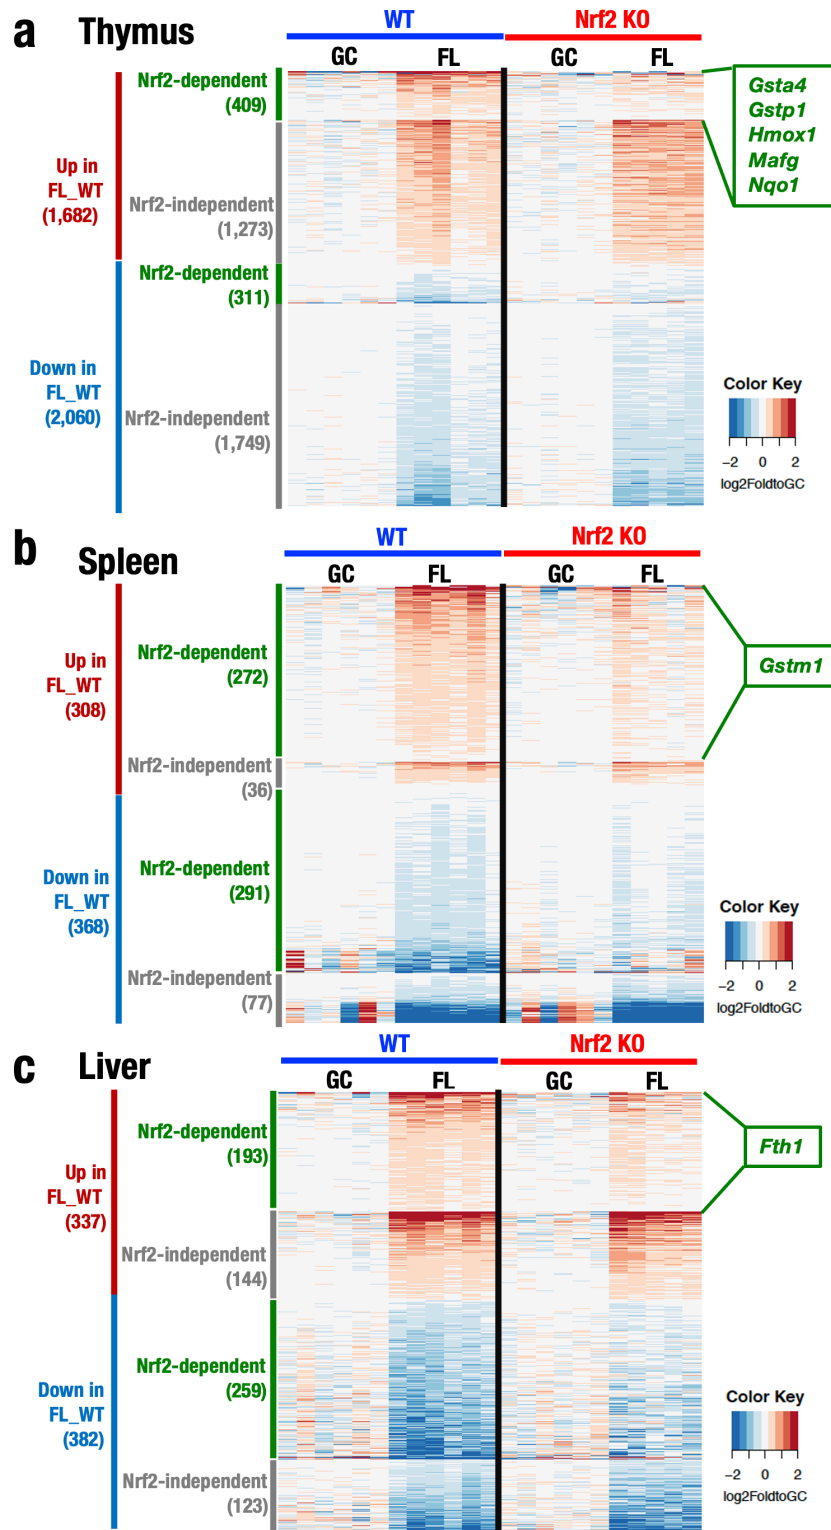 a Thymus
WT
Nrf2 KO
GC FL GC FL
Nrf2-dependent
(409)
Up in
FL_WT
(1,682)
Nrf2-independent
(1,273)
Nrf2-dependent
(311)
Down in
FL_WT
(2,060)
Nrf2-independent
(1,749)
Gsta4
Gstp1
Hmox1
Mafg
Nqo1
Color Key
−2 0 2
log2FoldtoGC
b Spleen
WT
Nrf2 KO
GC FL GC FL
Up in
FL_WT
(308)
Nrf2-dependent
(272)
Nrf2-independent
(36)
Gstm1
Down in
FL_WT
(368)
Nrf2-dependent
(291)
Nrf2-independent
(77)
Color Key
−2 0 2
log2FoldtoGC
c Liver
WT
Nrf2 KO
GC FL GC FL
Up in
FL_WT
(337)
Nrf2-dependent
(193)
Nrf2-independent
(144)
Fth1
Down in
FL_WT
(382)
Nrf2-dependent
(259)
Nrf2-independent
(123)
Color Key
−2 0 2
log2FoldtoGC